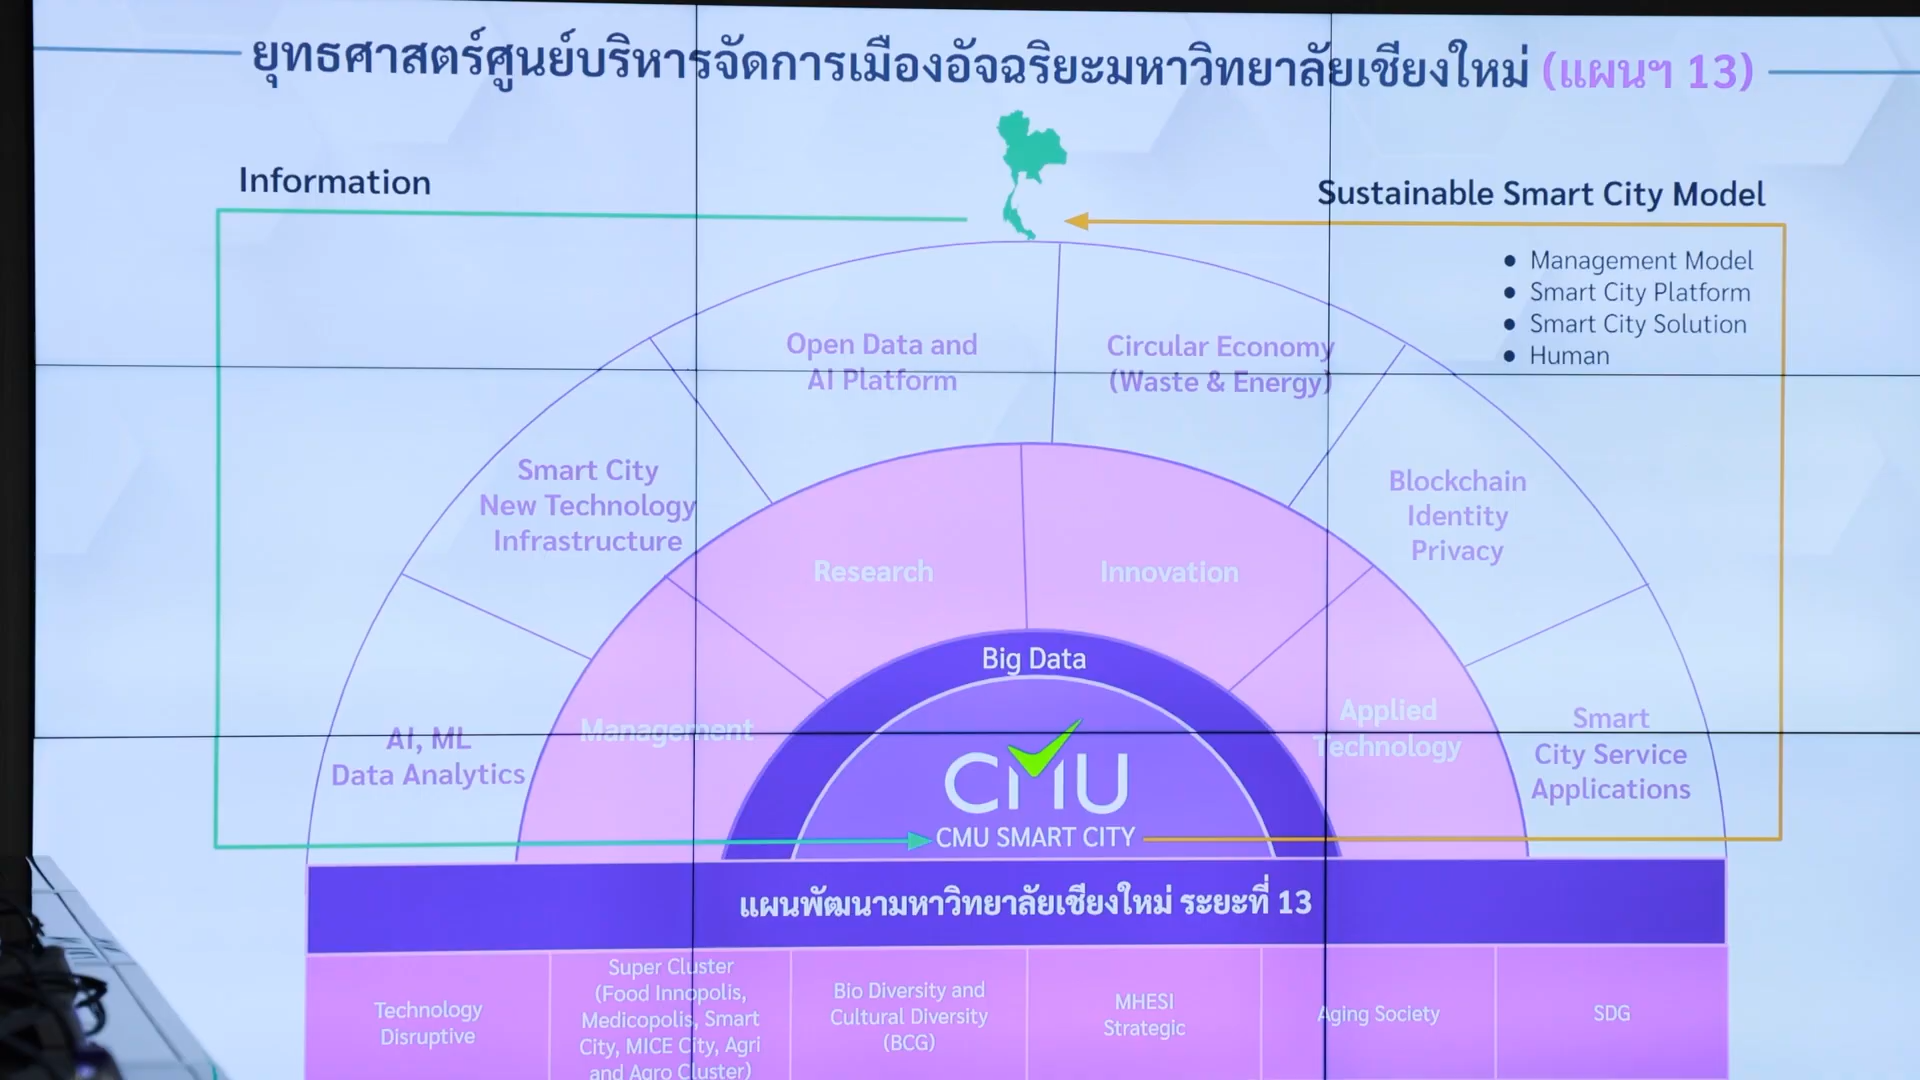 ยุทธศาสตร์ศูนย์บริหารจัดการเมืองอัจฉริยะมหาวิทยาลัยเชียงใหม่ (แผนฯ 13)
Information
Sustainable Smart City Model
• Management Model
• Smart City Platform
• Smart City Solution
• Human
Open Data and
AI Platform
Circular Economy
(Waste & Energy)
Smart City
New Technology
Infrastructure
Blockchain
Identity
Privacy
Research
Innovation
Big Data
Management
Applied
Technology
AI, ML
Data Analytics
Smart
City Service
Applications
CMU
CMU SMART CITY
แผนพัฒนามหาวิทยาลัยเชียงใหม่ ระยะที่ 13
Technology
Disruptive
Super Cluster
(Food Innopolis,
Medicopolis, Smart
City, MICE City, Agri
and Agro Cluster)
Bio Diversity and
Cultural Diversity
(BCG)
MHESI
Strategic
Aging Society
SDG